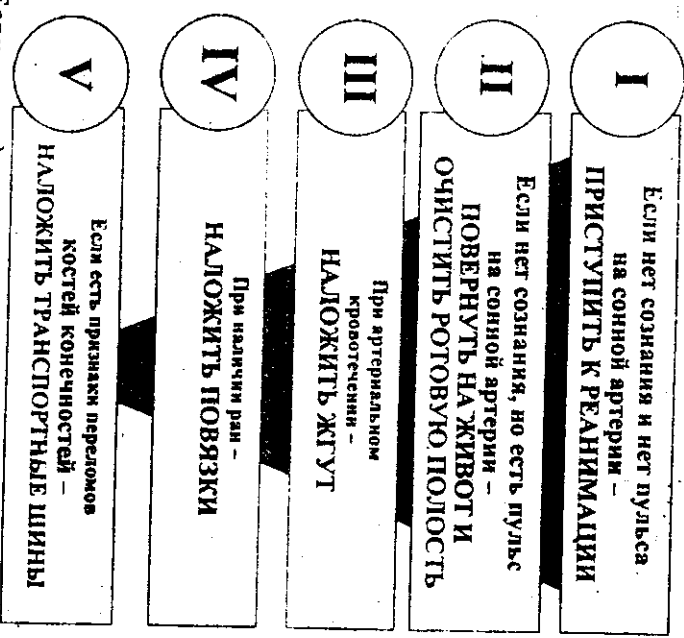 I
Если нет сознания и нет пульса
на сонной артерии –
ПРИСТУПИТЬ К РЕАНИМАЦИИ
II
Если нет сознания, но есть пульс
на сонной артерии –
ПОВЕРНУТЬ НА ЖИВОТ И
ОЧИСТИТЬ РОТОВУЮ ПОЛОСТЬ
III
При артериальном
кровотечении –
НАЛОЖИТЬ ЖГУТ
IV
При наличии ран –
НАЛОЖИТЬ ПОВЯЗКИ
V
Если есть признаки переломов
костей конечностей –
НАЛОЖИТЬ ТРАНСПОРТНЫЕ ШИНЫ